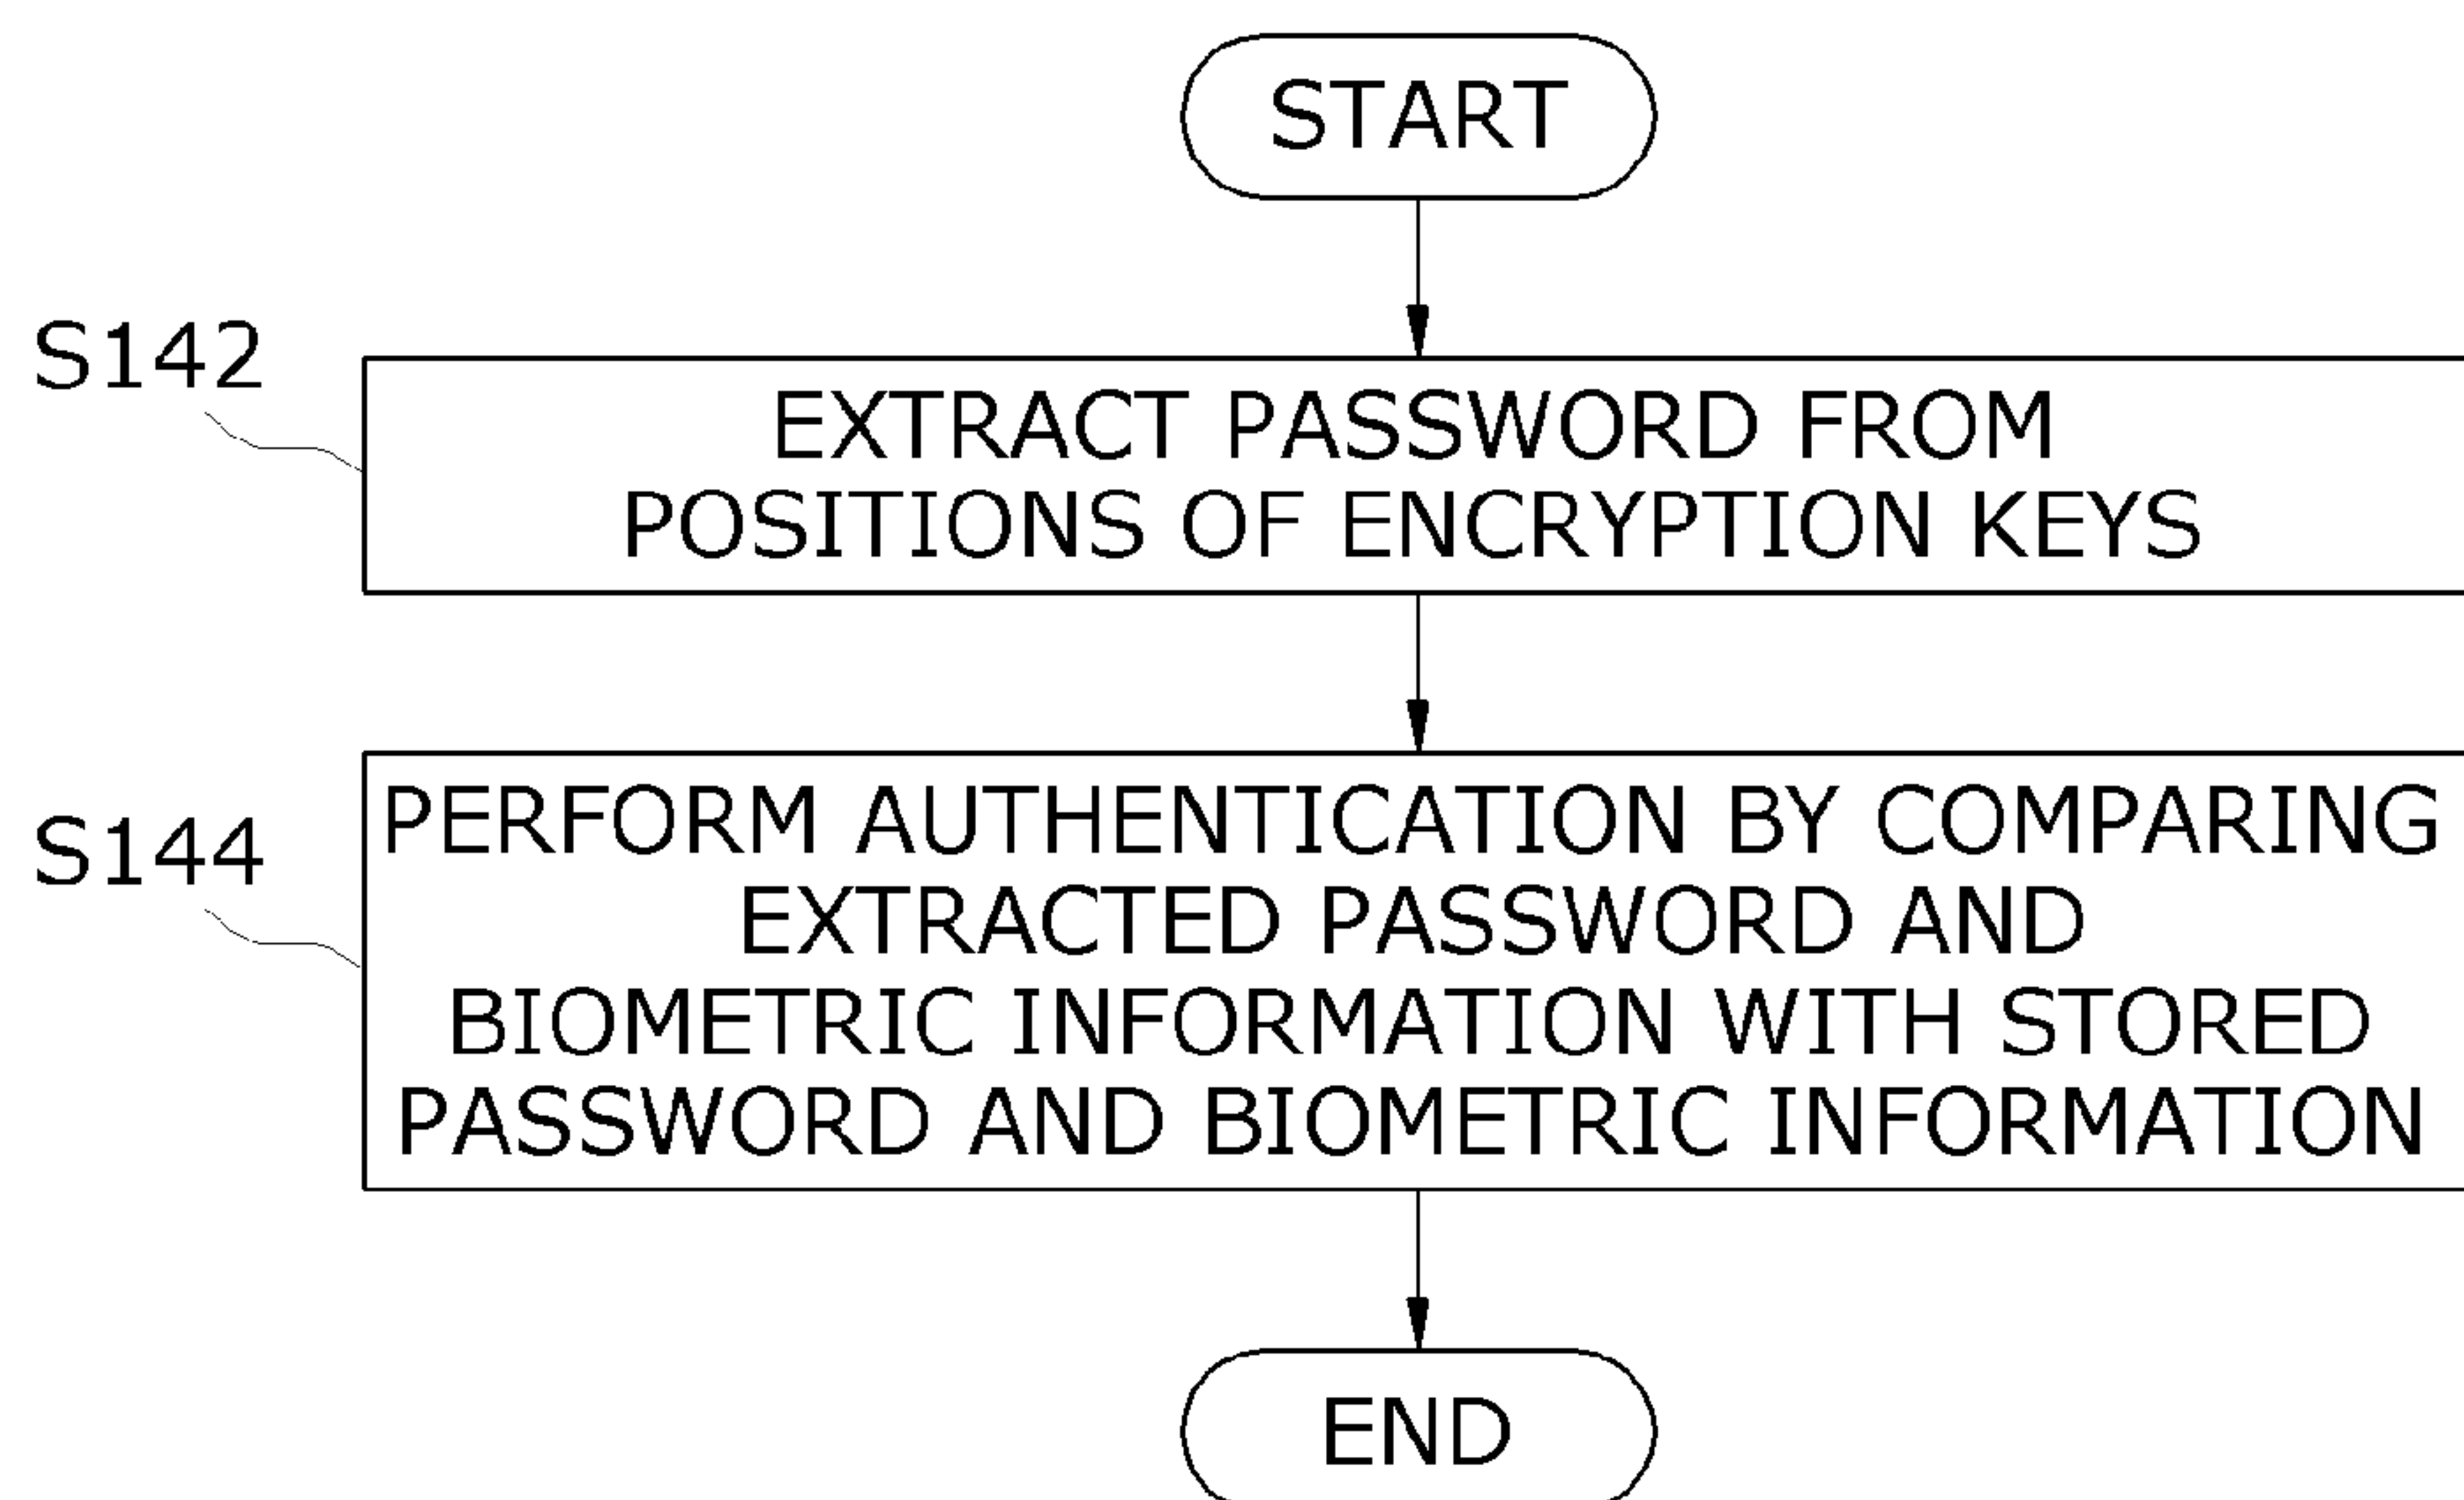 START
S142
EXTRACT PASSWORD FROM
POSITIONS OF ENCRYPTION KEYS
S144
PERFORM AUTHENTICATION BY COMPARING
EXTRACTED PASSWORD AND
BIOMETRIC INFORMATION WITH STORED
PASSWORD AND BIOMETRIC INFORMATION
END